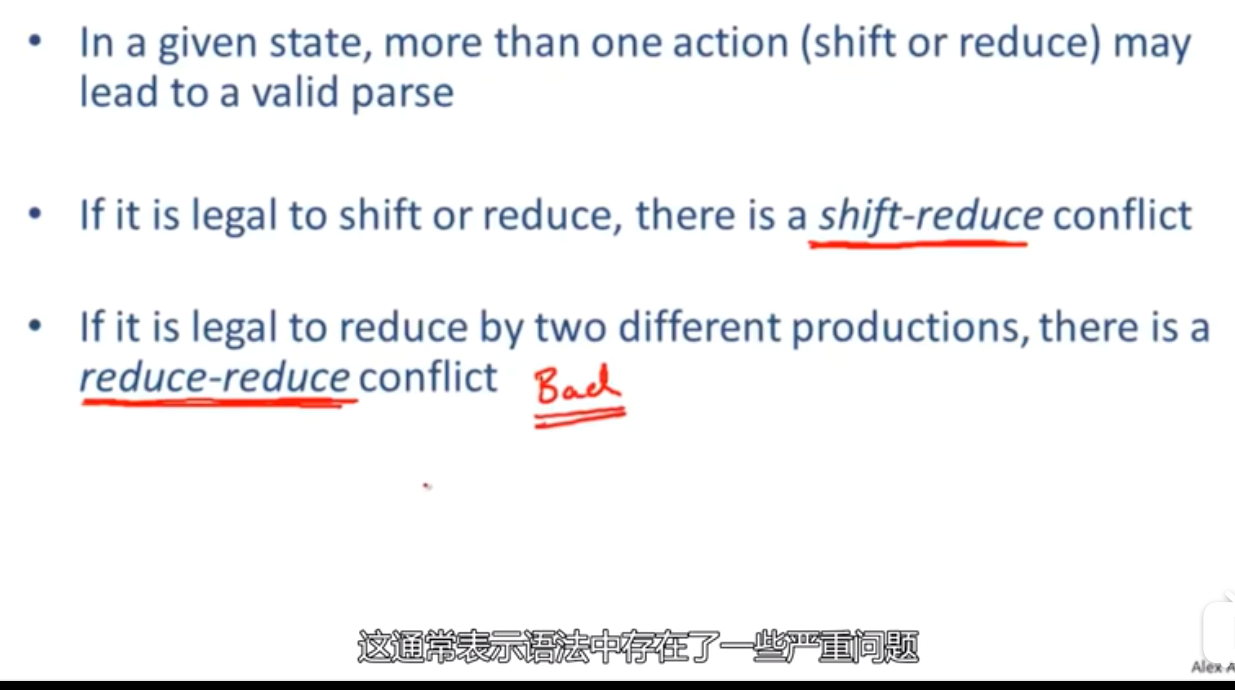 • In a given state, more than one action (shift or reduce) may
lead to a valid parse
• If it is legal to shift or reduce, there is a shift-reduce conflict
• If it is legal to reduce by two different productions, there is a
reduce-reduce conflict Bad
这通常表示语法中存在了一些严重问题
Alex